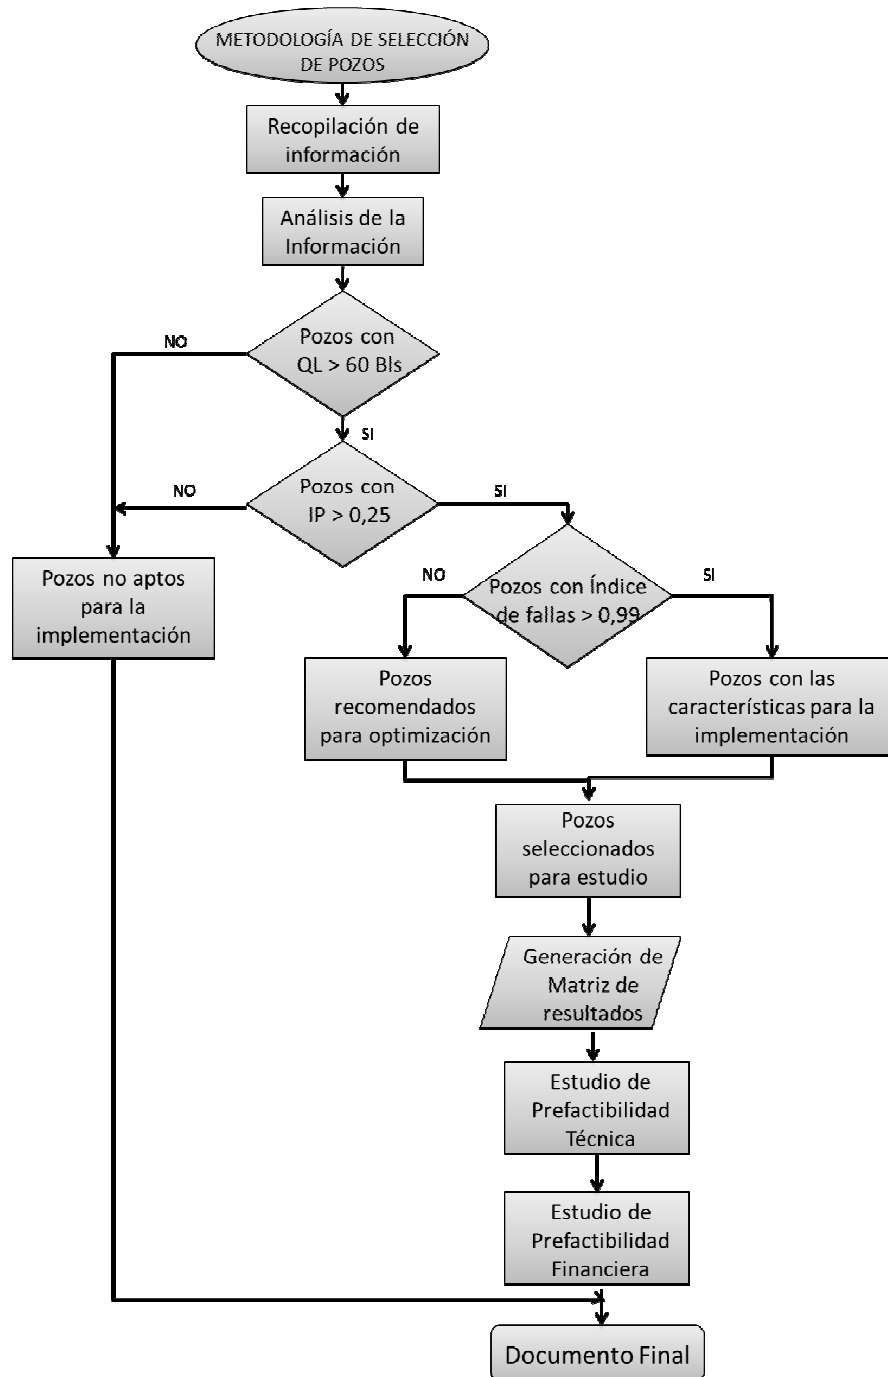 METODOLOGÍA DE SELECCIÓN
DE POZOS
Recopilación de
información
Análisis de la
Información
Pozos con
QL > 60 Bls
NO
SI
Pozos con
IP > 0,25
NO
SI
Pozos no aptos
para la
implementación
Pozos con Índice
de fallas > 0,99
NO
SI
Pozos
recomendados
para optimización
Pozos con las
características para la
implementación
Pozos
seleccionados
para estudio
Generación de
Matriz de
resultados
Estudio de
Prefactibilidad
Técnica
Estudio de
Prefactibilidad
Financiera
Documento Final